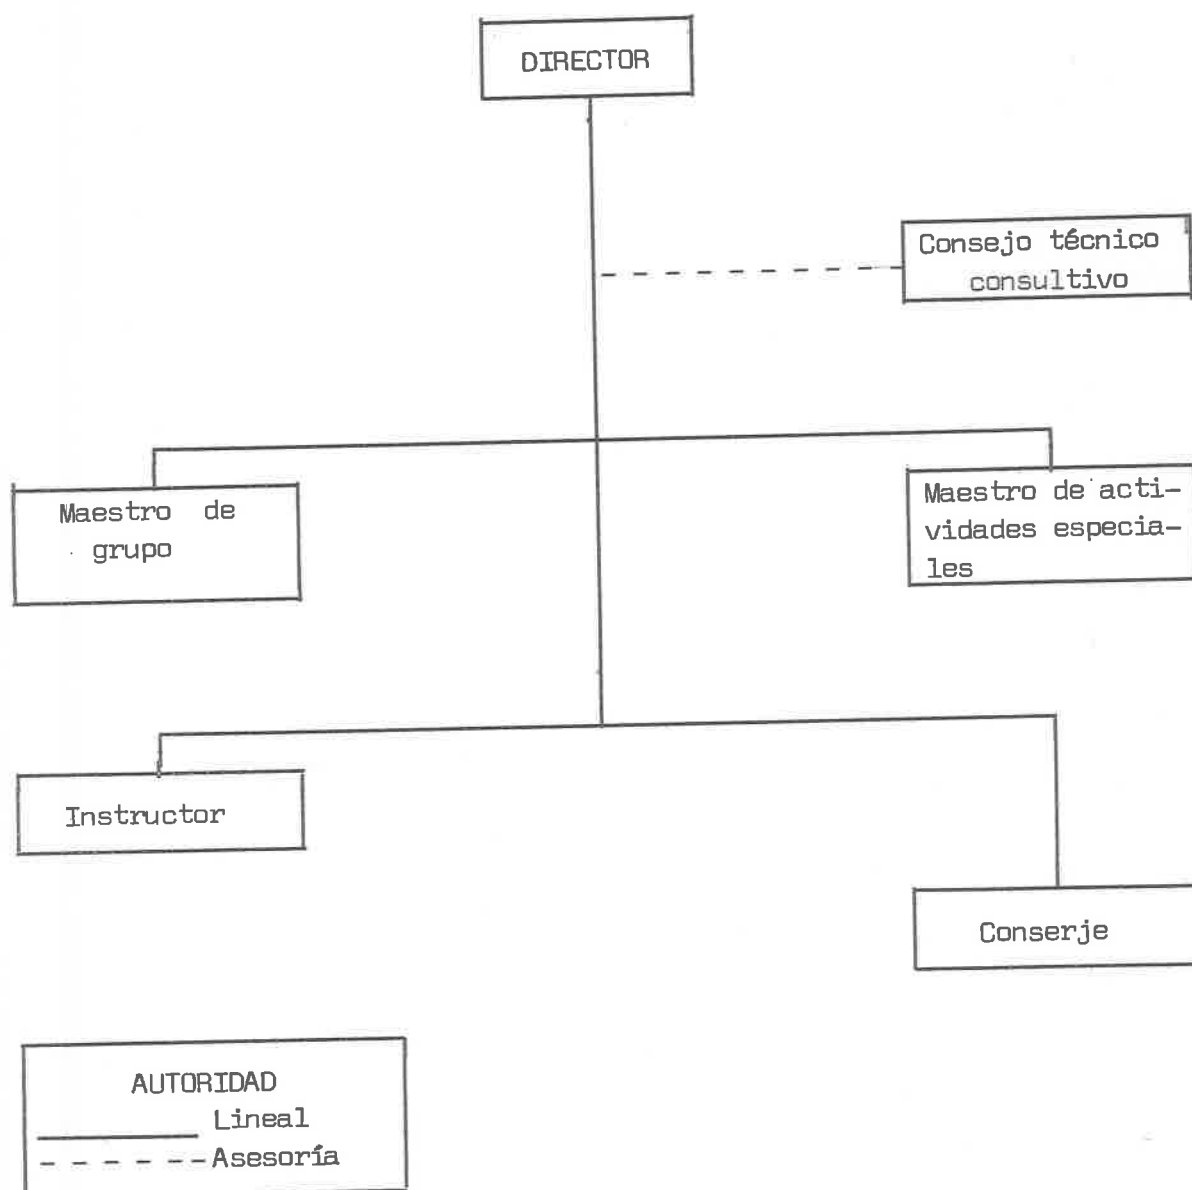 DIRECTOR
Consejo técnico
consultivo
Maestro de
grupo
Maestro de acti-
vidades especia-
les
Instructor
Conserje
AUTORIDAD
Lineal
Asesoría